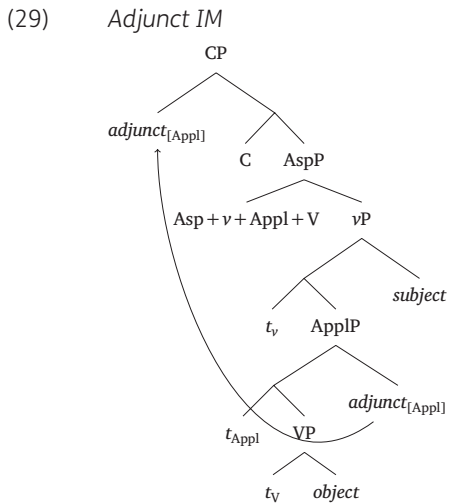 (29) Adjunct IM
CP
adjunct[Appl]
C AspP
Asp + v + Appl + V vP
subject
tv ApplP
adjunct[Appl]
tAppl VP
tV object